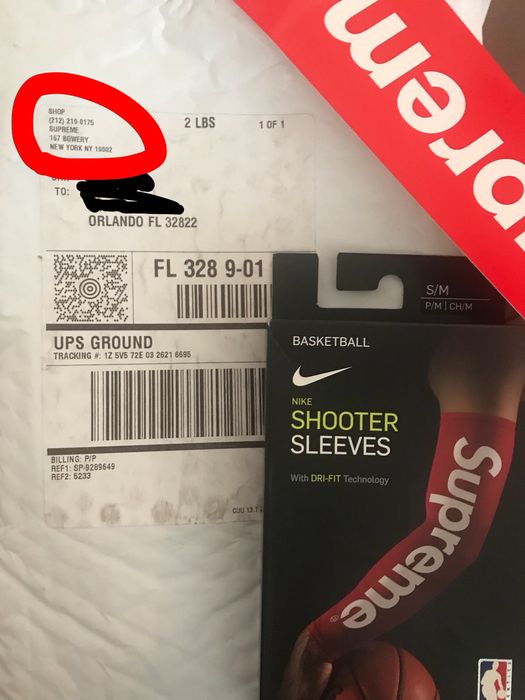 SHOP
(212) 219-0175
SUPREME
167 BOWERY
NEW YORK NY 10002
2 LBS
1 OF 1
TO:
ORLANDO FL 32822
FL 328 9-01
UPS GROUND
TRACKING #: 1Z 5V5 72E 03 2621 6695
BILLING: P/P
REF1: SP-9289649
REF2: 5233
Suprem
S/M
P/M | CH/M
BASKETBALL
NIKE
SHOOTER
SLEEVES
With DRI-FIT Technology
Supreme
®